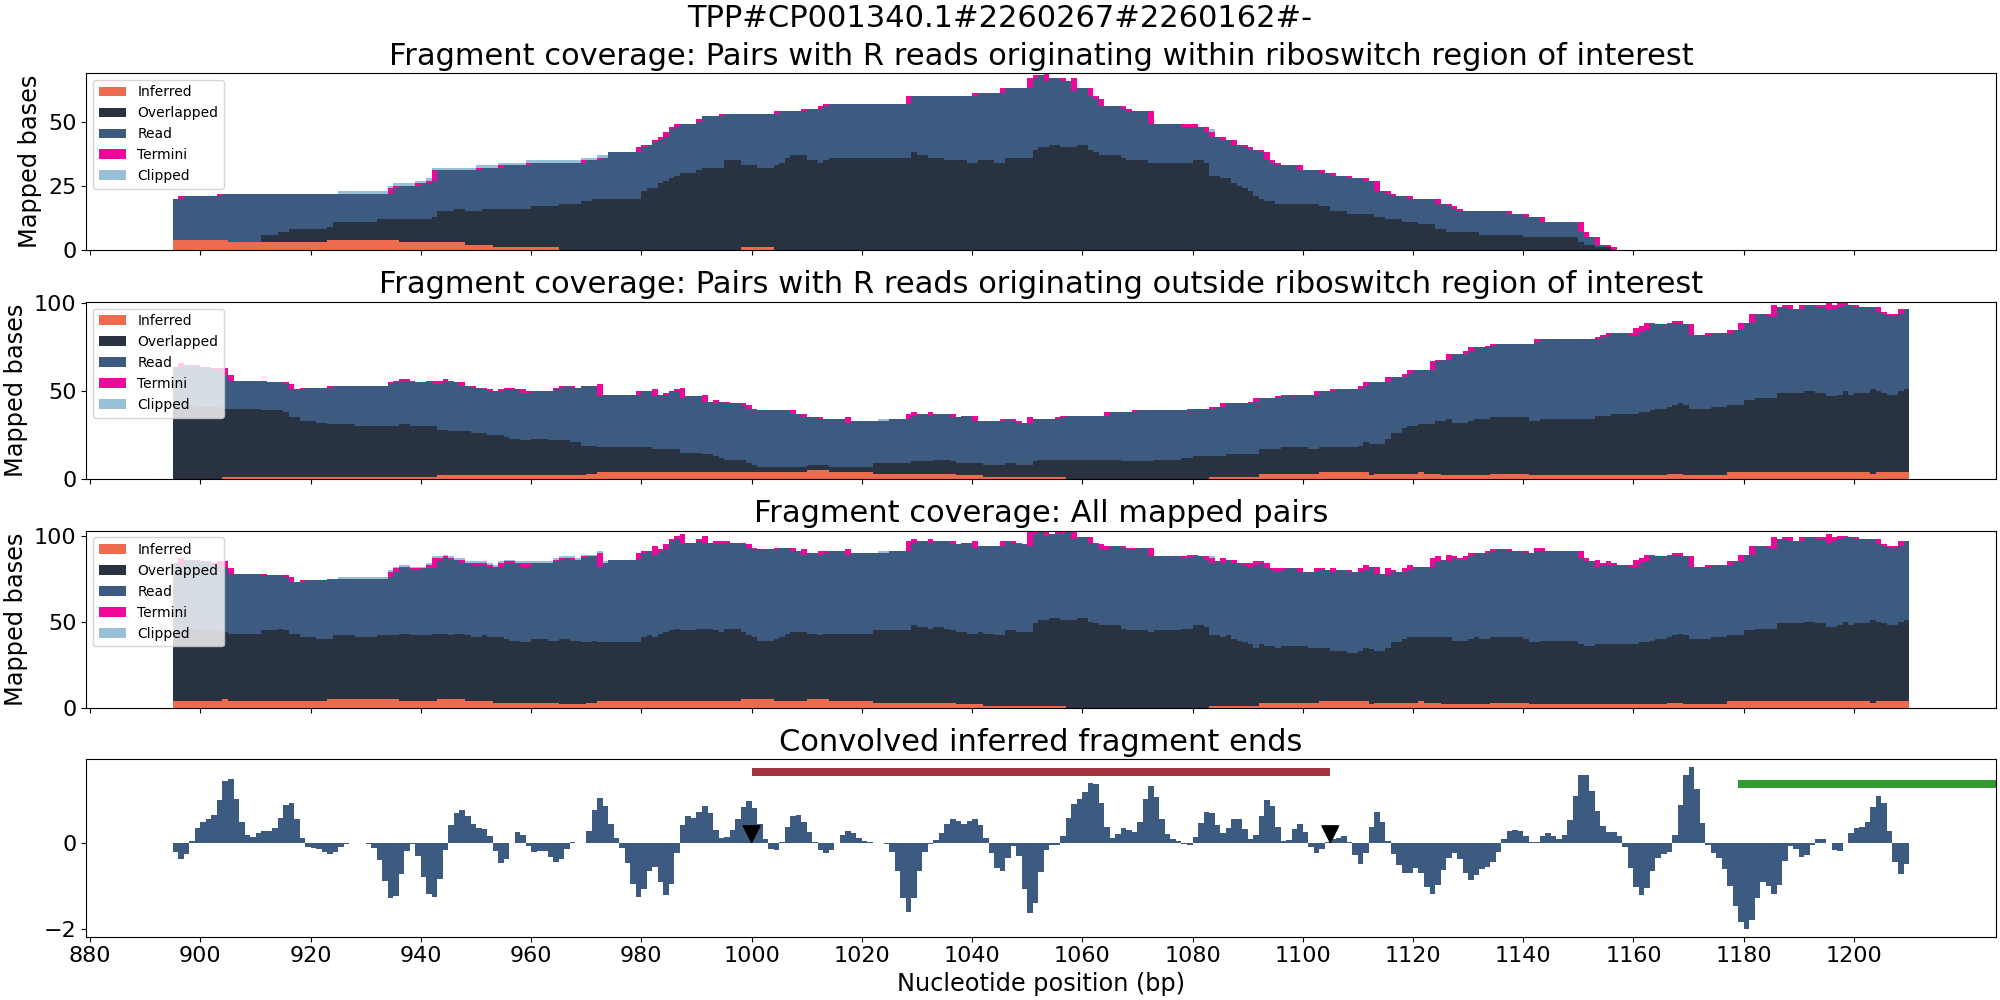 TPP#CP001340.1#2260267#2260162#-
Fragment coverage: Pairs with R reads originating within riboswitch region of interest
Mapped bases
50
25
0
Inferred
Overlapped
Read
Termini
Clipped
Fragment coverage: Pairs with R reads originating outside riboswitch region of interest
Mapped bases
100
50
0
Inferred
Overlapped
Read
Termini
Clipped
Fragment coverage: All mapped pairs
Mapped bases
100
50
0
Inferred
Overlapped
Read
Termini
Clipped
Convolved inferred fragment ends
0
−2
880 900 920 940 960 980 1000 1020 1040 1060 1080 1100 1120 1140 1160 1180 1200
Nucleotide position (bp)